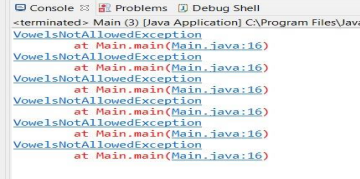 Console Problems Debug Shell
<terminated> Main (3) [Java Application] C:\Program Files\Java
VowelsNotAllowedException
at Main.main(Main.java:16)
VowelsNotAllowedException
at Main.main(Main.java:16)
VowelsNotAllowedException
at Main.main(Main.java:16)
VowelsNotAllowedException
at Main.main(Main.java:16)
VowelsNotAllowedException
at Main.main(Main.java:16)
VowelsNotAllowedException
at Main.main(Main.java:16)